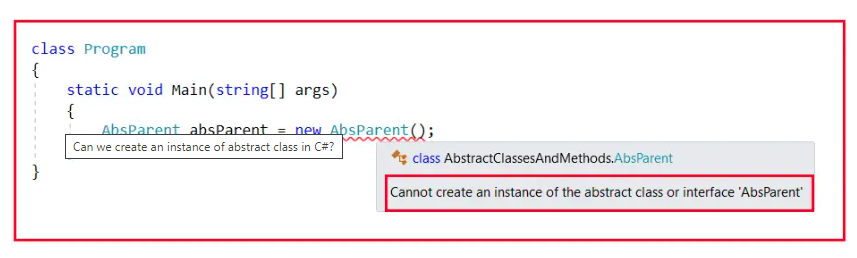 class Program
{
static void Main(string[] args)
{
AbsParent absParent = new AbsParent();
Can we create an instance of abstract class in C#?
class AbstractClassesAndMethods.AbsParent
Cannot create an instance of the abstract class or interface 'AbsParent'
}